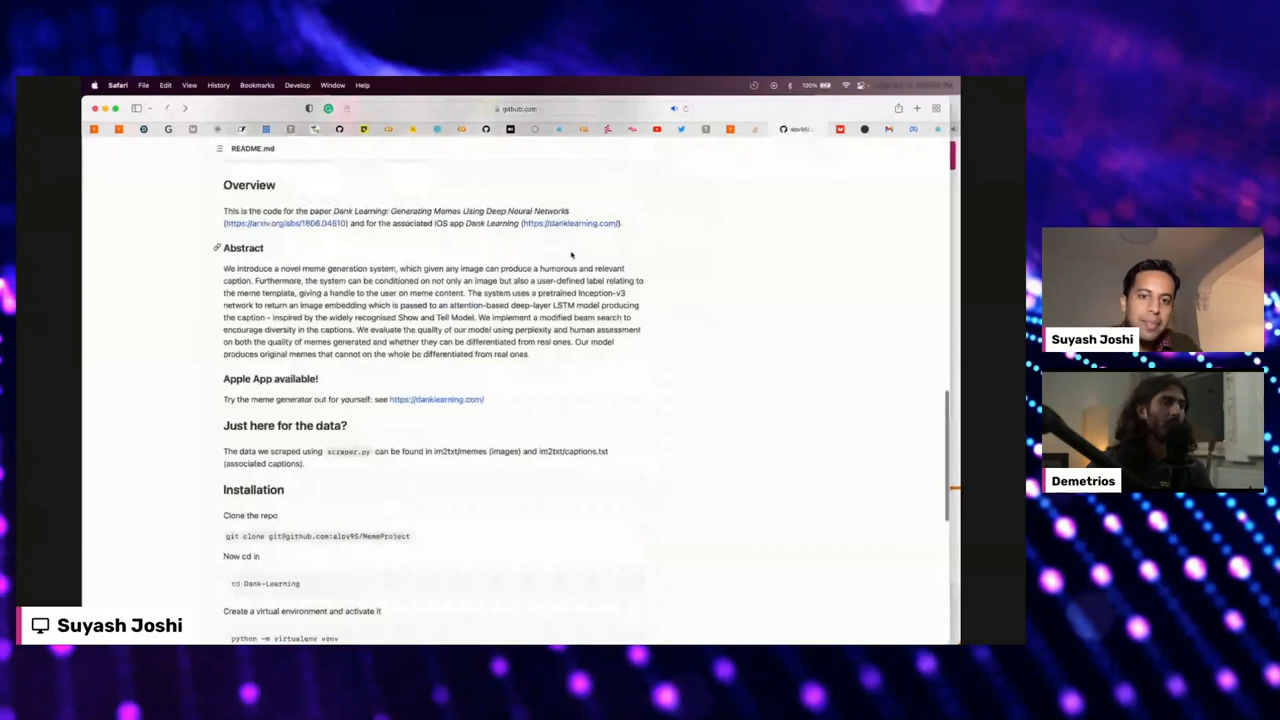 Safari File Edit View History Bookmarks Develop Window Help
100%
github.com
README.md
Overview
This is the code for the paper Dank Learning: Generating Memes Using Deep Neural Networks
(https://arxiv.org/abs/1806.04510) and for the associated IOS app Dank Learning (https://danklearning.com/).
Abstract
We introduce a novel meme generation system, which given any image can produce a humorous and relevant
caption. Furthermore, the system can be conditioned on not only an image but also a user-defined label relating to
the meme template, giving a handle to the user on meme content. The system uses a pretrained Inception-v3
network to return an image embedding which is passed to an attention-based deep-layer LSTM model producing
the caption - inspired by the widely recognised Show and Tell Model. We implement a modified beam search to
encourage diversity in the captions. We evaluate the quality of our model using perplexity and human assessment
on both the quality of memes generated and whether they can be differentiated from real ones. Our model
produces original memes that cannot on the whole be differentiated from real ones.
Apple App available!
Try the meme generator out for yourself: see https://danklearning.com/
Just here for the data?
The data we scraped using scraper.py can be found in im2txt/memes (images) and im2txt/captions.txt
(associated captions).
Installation
Clone the repo
git clone git@github.com:alpv95/MemeProject
Now cd in
cd Dank-Learning
Create a virtual environment and activate it
python -m virtualenv venv
Suyash Joshi
Suyash Joshi
Demetrios